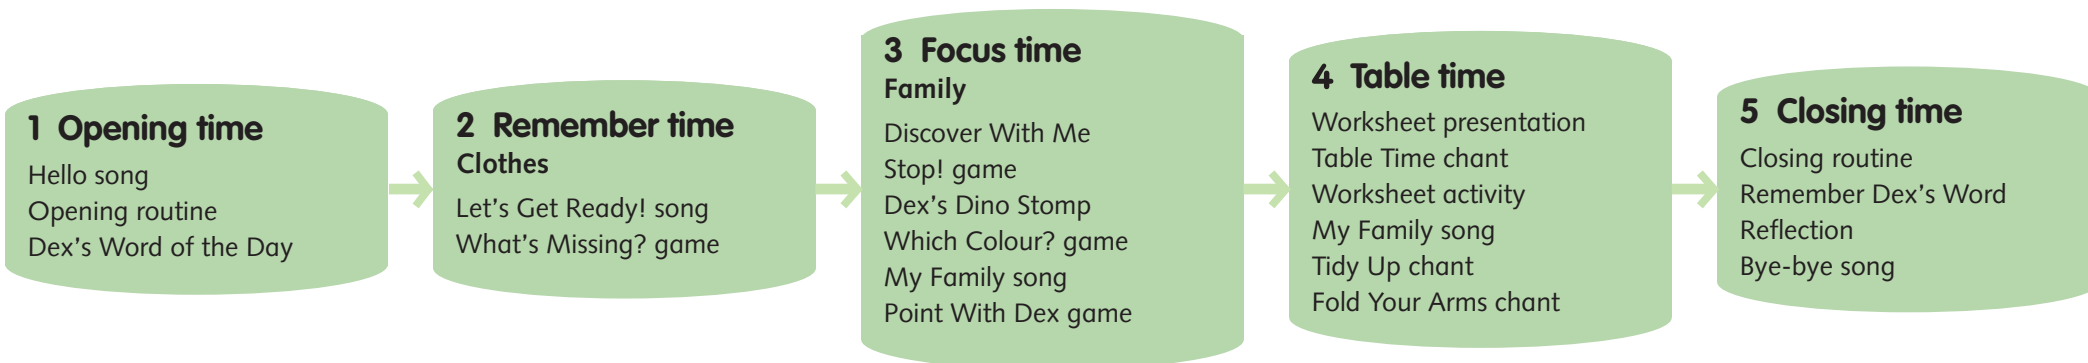 1 Opening time
Hello song
Opening routine
Dex's Word of the Day
2 Remember time
Clothes
Let's Get Ready! song
What's Missing? game
3 Focus time
Family
Discover With Me
Stop! game
Dex's Dino Stomp
Which Colour? game
My Family song
Point With Dex game
4 Table time
Worksheet presentation
Table Time chant
Worksheet activity
My Family song
Tidy Up chant
Fold Your Arms chant
5 Closing time
Closing routine
Remember Dex's Word
Reflection
Bye-bye song